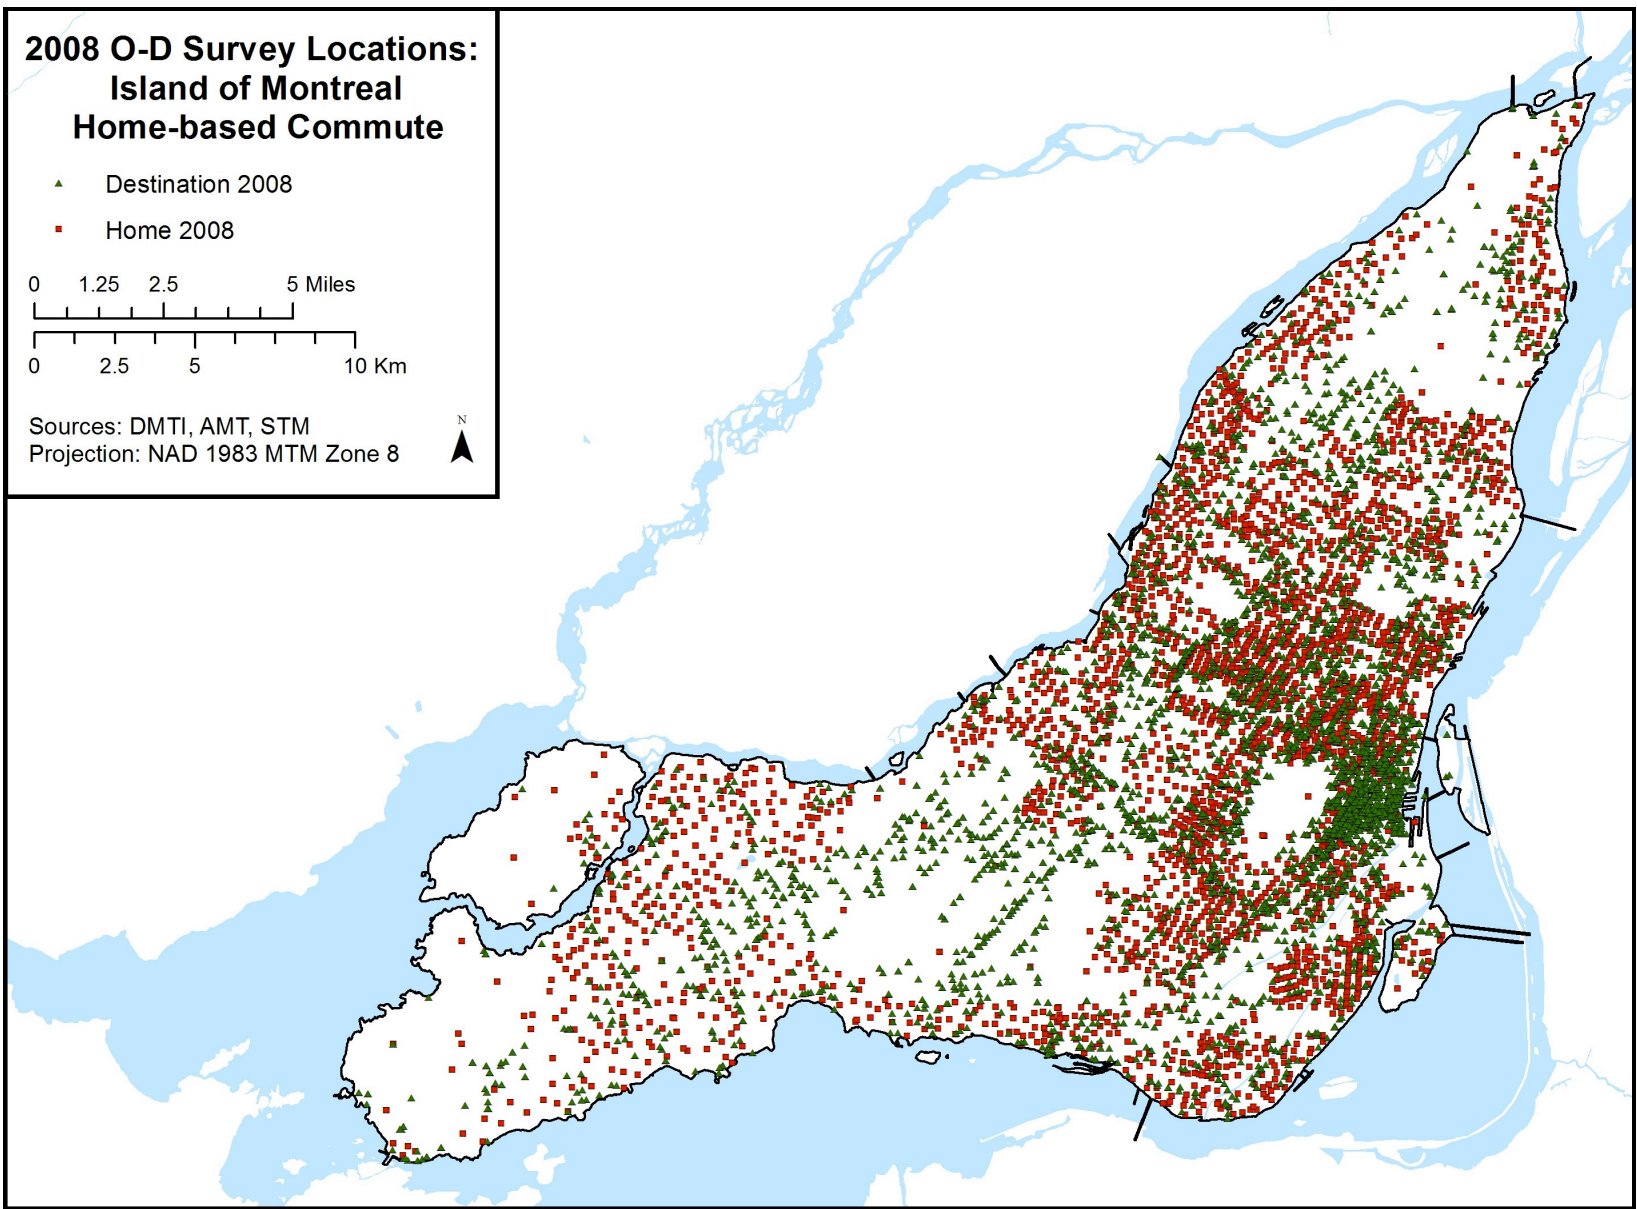 2008 O-D Survey Locations:
Island of Montreal
Home-based Commute
Destination 2008
Home 2008
0 1.25 2.5 5 Miles
0 2.5 5 10 Km
Sources: DMTI, AMT, STM
Projection: NAD 1983 MTM Zone 8
N